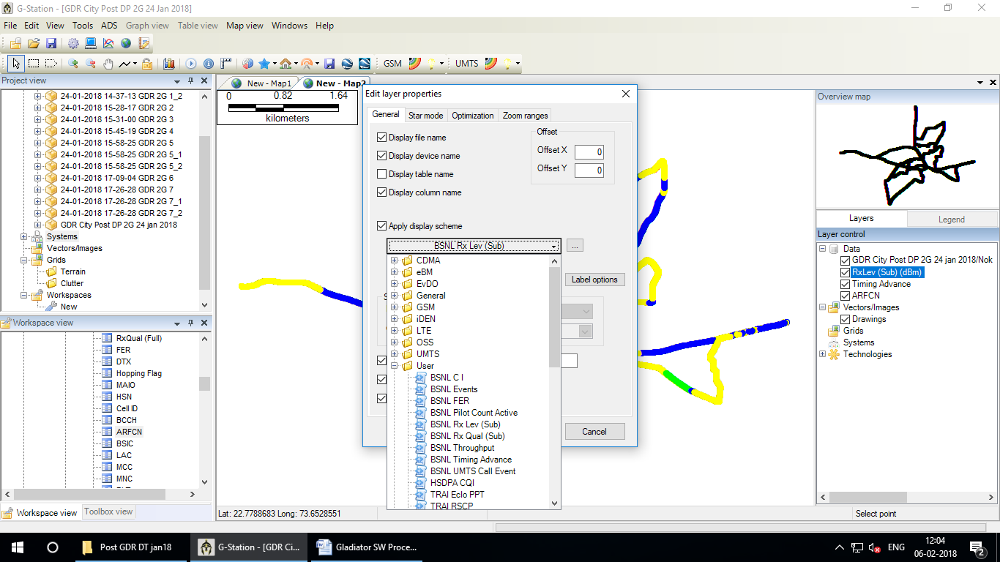 G-Station - [GDR City Post DP 2G 24 Jan 2018]
File Edit View Tools ADS Graph view Table view Map view Windows Help
GSM UMTS
Project view
24-01-2018 14-37-13 GDR 2G 1_2
24-01-2018 15-28-17 GDR 2G 2
24-01-2018 15-31-00 GDR 2G 3
24-01-2018 15-45-19 GDR 2G 4
24-01-2018 15-58-25 GDR 2G 5
24-01-2018 15-58-25 GDR 2G 5_1
24-01-2018 15-58-25 GDR 2G 5_2
24-01-2018 17-09-04 GDR 2G 6
24-01-2018 17-26-28 GDR 2G 7
24-01-2018 17-26-28 GDR 2G 7_1
24-01-2018 17-26-28 GDR 2G 7_2
GDR City Post DP 2G 24 jan 2018
Systems
Vectors/Images
Grids
Terrain
Clutter
Workspaces
New
Workspace view
RxQual (Full)
FER
DTX
Hopping Flag
MAIO
HSN
Cell ID
BCCH
ARFCN
BSIC
LAC
MCC
MNC
Workspace view
Toolbox view
New - Map1
New - Map2
0 0.82 1.64
kilometers
Edit layer properties
General Star mode Optimization Zoom ranges
Display file name
Display device name
Display table name
Display column name
Offset
Offset X 0
Offset Y 0
Apply display scheme
BSNL Rx Lev (Sub)
...
Label options
CDMA
eBM
EvDO
General
GSM
iDEN
LTE
OSS
UMTS
User
BSNL C I
BSNL Events
BSNL FER
BSNL Pilot Count Active
BSNL Rx Lev (Sub)
BSNL Rx Qual (Sub)
BSNL Throughput
BSNL Timing Advance
BSNL UMTS Call Event
HSDPA CQI
TRAI EcIo PPT
TRAI RSCP
Cancel
Overview map
Layers
Legend
Layer control
Data
GDR City Post DP 2G 24 jan 2018/Nok
RxLev (Sub) (dBm)
Timing Advance
ARFCN
Vectors/Images
Drawings
Grids
Systems
Technologies
Lat: 22.7788683 Long: 73.6528551
Select point
Post GDR DT jan18
G-Station - [GDR Ci...
Gladiator SW Proce...
ENG
12:04
06-02-2018
2